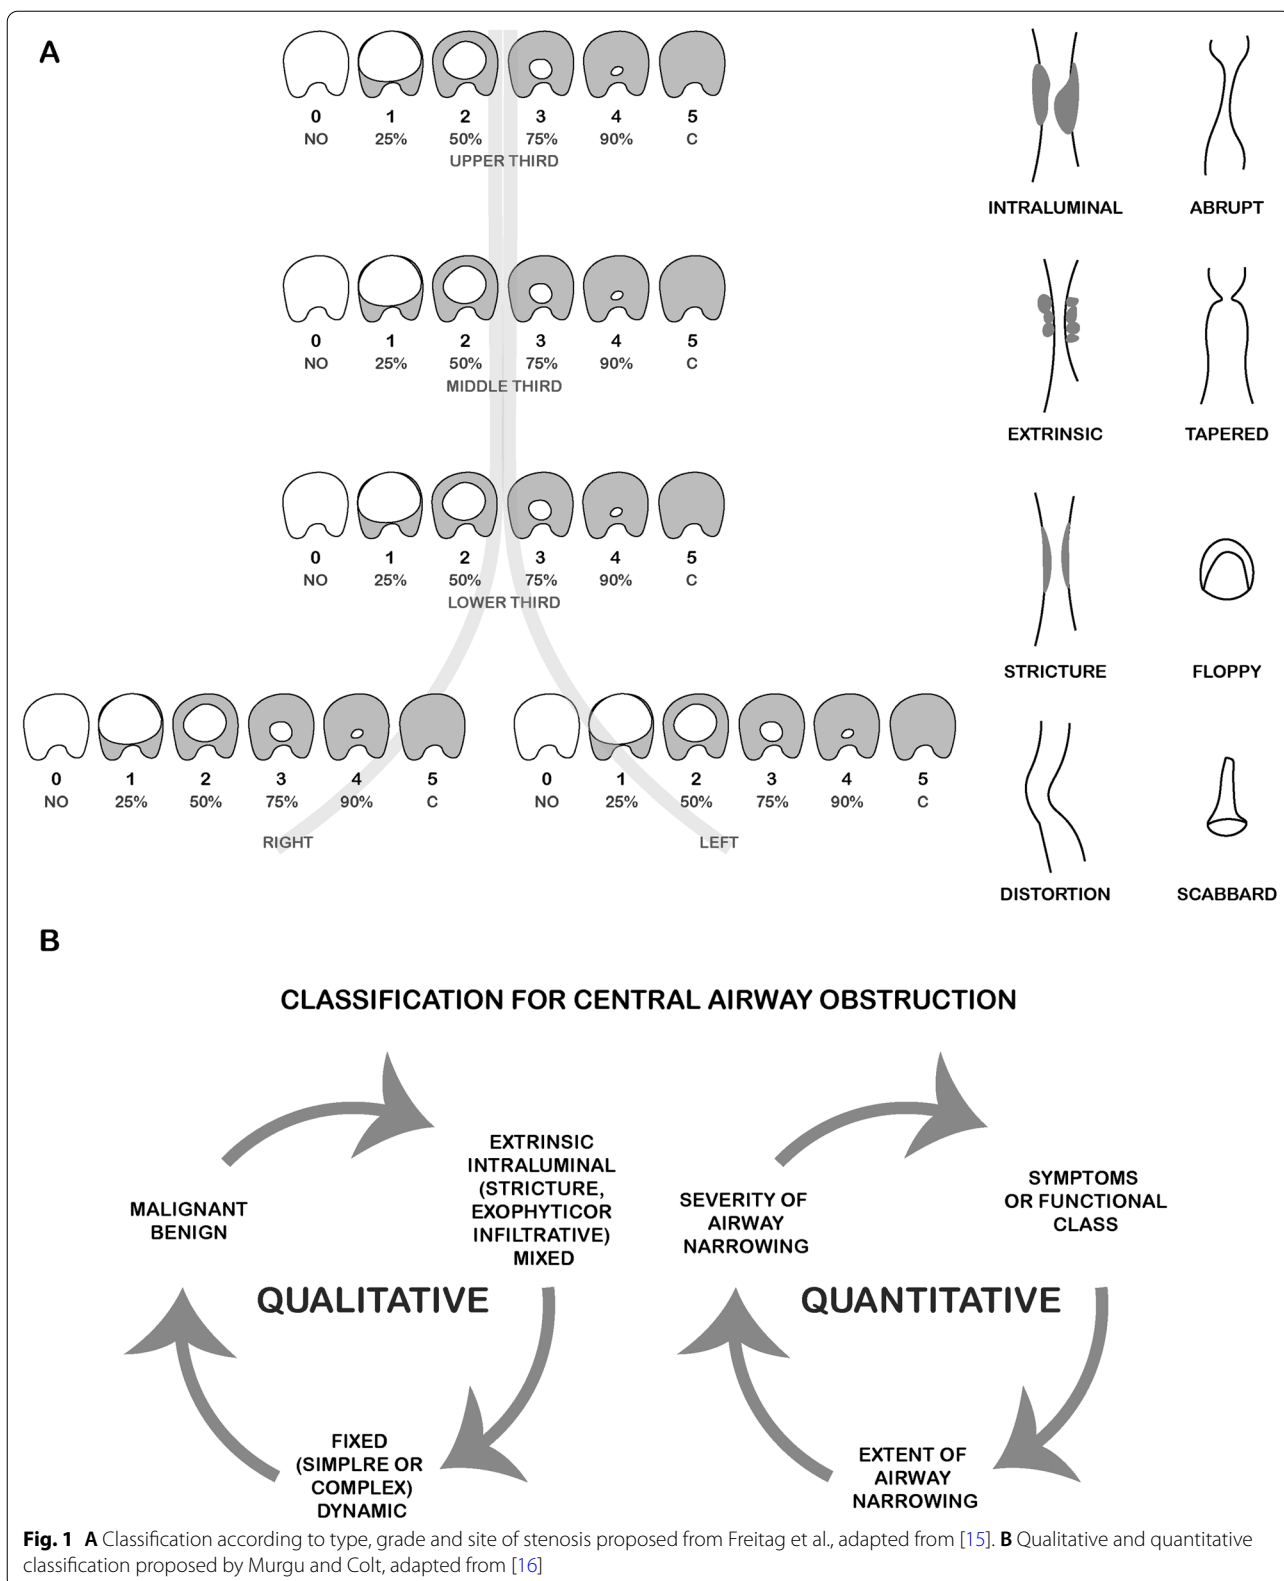 A
0 1 2 3 4 5
NO 25% 50% 75% 90% C
UPPER THIRD
INTRALUMINAL ABRUPT
0 1 2 3 4 5
NO 25% 50% 75% 90% C
MIDDLE THIRD
EXTRINSIC TAPERED
0 1 2 3 4 5
NO 25% 50% 75% 90% C
LOWER THIRD
STRICTURE FLOPPY
0 1 2 3 4 5 0 1 2 3 4 5
NO 25% 50% 75% 90% C NO 25% 50% 75% 90% C
RIGHT LEFT
DISTORTION SCABBARD
B
CLASSIFICATION FOR CENTRAL AIRWAY OBSTRUCTION
MALIGNANT
BENIGN
EXTRINSIC
INTRALUMINAL
(STRICTURE,
EXOPHYTICOR
INFILTRATIVE)
MIXED
QUALITATIVE
FIXED
(SIMPLRE OR
COMPLEX)
DYNAMIC
SEVERITY OF
AIRWAY
NARROWING
SYMPTOMS
OR FUNCTIONAL
CLASS
QUANTITATIVE
EXTENT OF
AIRWAY
NARROWING
Fig. 1 A Classification according to type, grade and site of stenosis proposed from Freitag et al., adapted from [15]. B Qualitative and quantitative
classification proposed by Murgu and Colt, adapted from [16]